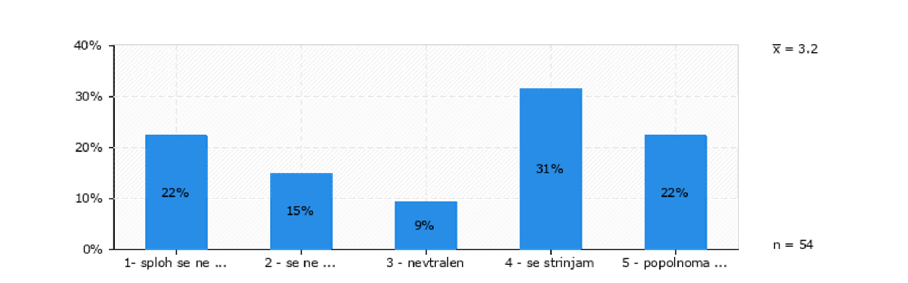 40%
x̅ = 3.2
30%
20%
10%
0%
22%
15%
9%
31%
22%
n = 54
1- sploh se ne ...
2 - se ne ...
3 - nevtralen
4 - se strinjam
5 - popolnoma ...